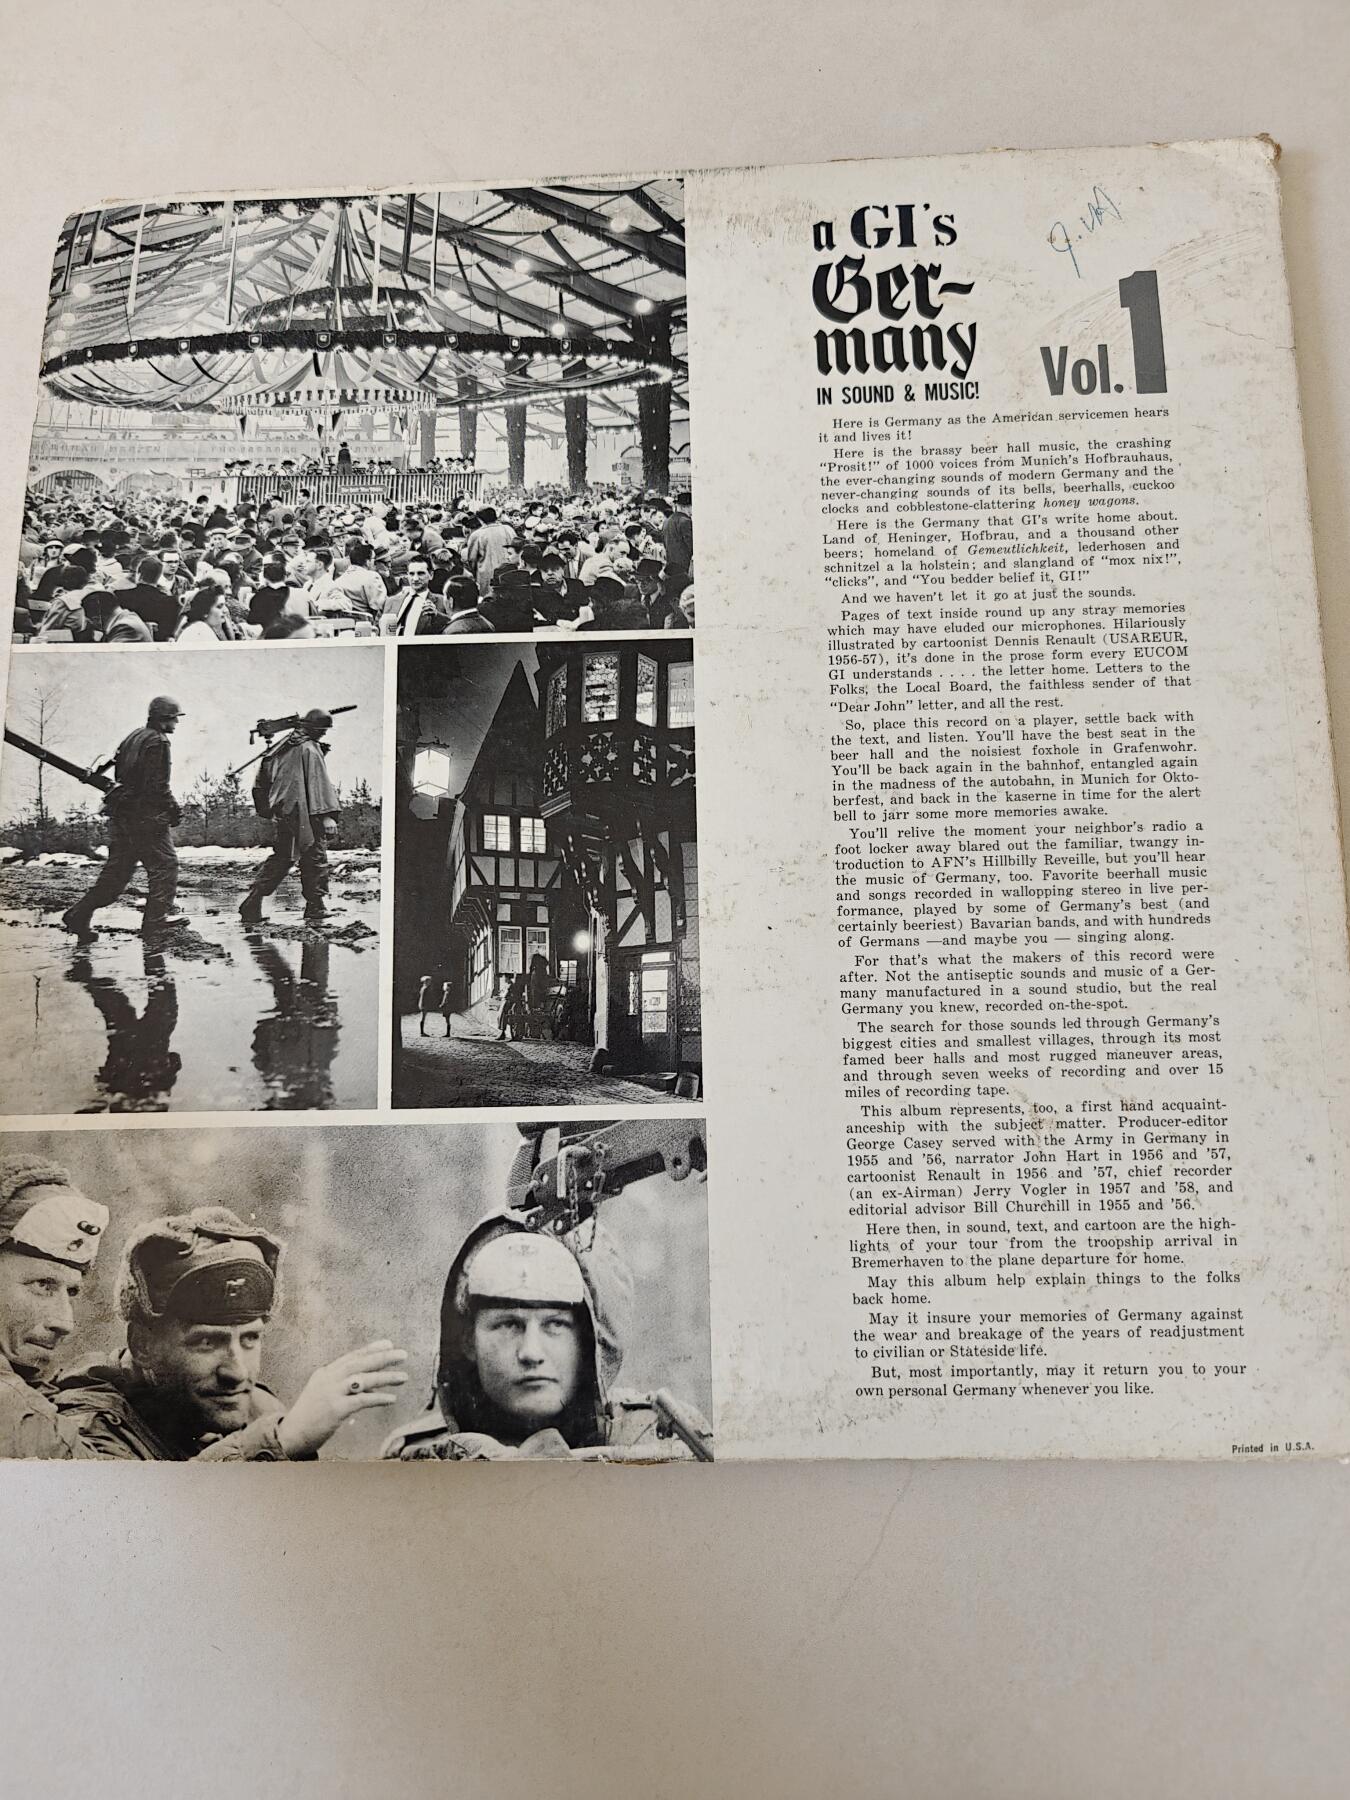 a GI's
Ger-
many
IN SOUND & MUSIC!
Vol. 1
Here is Germany as the American servicemen hears
it and lives it!
Here is the brassy beer hall music, the crashing
"Prosit!" of 1000 voices from Munich's Hofbrauhaus,
the ever-changing sounds of modern Germany and the
never-changing sounds of its bells, beerhalls, cuckoo
clocks and cobblestone-clattering honey wagons.
Here is the Germany that GI's write home about.
Land of Heninger, Hofbrau, and a thousand other
beers; homeland of Gemeutlichkeit, lederhosen and
schnitzel a la holstein; and slangland of "mox nix!",
"clicks", and "You bedder belief it, GI!"
And we haven't let it go at just the sounds.
Pages of text inside round up any stray memories
which may have eluded our microphones. Hilariously
illustrated by cartoonist Dennis Renault (USAREUR,
1956-57), it's done in the prose form every EUCOM
GI understands . . . . the letter home. Letters to the
Folks, the Local Board, the faithless sender of that
"Dear John" letter, and all the rest.
So, place this record on a player, settle back with
the text, and listen. You'll have the best seat in the
beer hall and the noisiest foxhole in Grafenwohr.
You'll be back again in the bahnhof, entangled again
in the madness of the autobahn, in Munich for Okto-
berfest, and back in the kaserne in time for the alert
bell to jarr some more memories awake.
You'll relive the moment your neighbor's radio a
foot locker away blared out the familiar, twangy in-
troduction to AFN's Hillbilly Reveille, but you'll hear
the music of Germany, too. Favorite beerhall music
and songs recorded in wallopping stereo in live per-
formance, played by some of Germany's best (and
certainly beeriest) Bavarian bands, and with hundreds
of Germans —and maybe you — singing along.
For that's what the makers of this record were
after. Not the antiseptic sounds and music of a Ger-
many manufactured in a sound studio, but the real
Germany you knew, recorded on-the-spot.
The search for those sounds led through Germany's
biggest cities and smallest villages, through its most
famed beer halls and most rugged maneuver areas,
and through seven weeks of recording and over 15
miles of recording tape.
This album represents, too, a first hand acquaint-
anceship with the subject matter. Producer-editor
George Casey served with the Army in Germany in
1955 and '56, narrator John Hart in 1956 and '57,
cartoonist Renault in 1956 and '57, chief recorder
(an ex-Airman) Jerry Vogler in 1957 and '58, and
editorial advisor Bill Churchill in 1955 and '56.
Here then, in sound, text, and cartoon are the high-
lights of your tour from the troopship arrival in
Bremerhaven to the plane departure for home.
May this album help explain things to the folks
back home.
May it insure your memories of Germany against
the wear and breakage of the years of readjustment
to civilian or Stateside life.
But, most importantly, may it return you to your
own personal Germany whenever you like.
Printed in U.S.A.